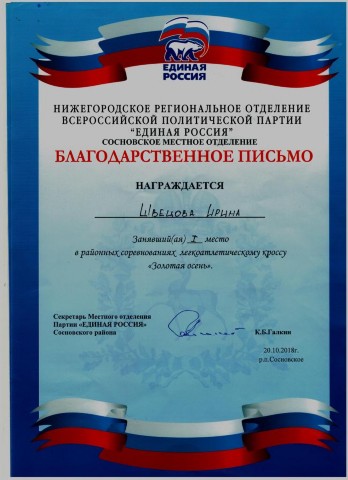 ЕДИНАЯ
РОССИЯ
НИЖЕГОРОДСКОЕ РЕГИОНАЛЬНОЕ ОТДЕЛЕНИЕ
ВСЕРОССИЙСКОЙ ПОЛИТИЧЕСКОЙ ПАРТИИ
"ЕДИНАЯ РОССИЯ"
СОСНОВСКОЕ МЕСТНОЕ ОТДЕЛЕНИЕ
БЛАГОДАРСТВЕННОЕ ПИСЬМО
НАГРАЖДАЕТСЯ
Швецова Ирина
Занявший(ая) I место
в районных соревнованиях легкоатлетическому кроссу
«Золотая осень».
Секретарь Местного отделения
Партии «ЕДИНАЯ РОССИЯ»
Сосновского района
К.Б.Галкин
20.10.2018г.
р.п.Сосновское